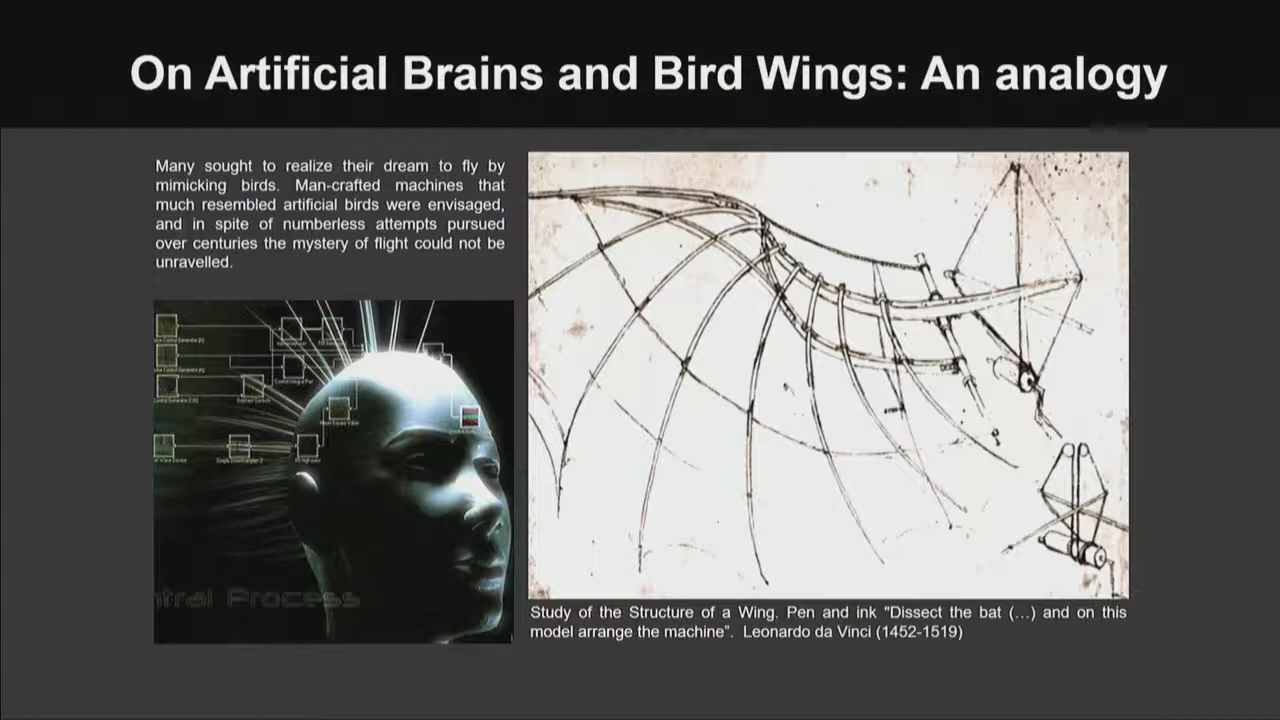 On Artificial Brains and Bird Wings: An analogy
Many sought to realize their dream to fly by
mimicking birds. Man-crafted machines that
much resembled artificial birds were envisaged,
and in spite of numberless attempts pursued
over centuries the mystery of flight could not be
unravelled.
ntral Process
Study of the Structure of a Wing. Pen and ink "Dissect the bat (…) and on this
model arrange the machine”. Leonardo da Vinci (1452-1519)